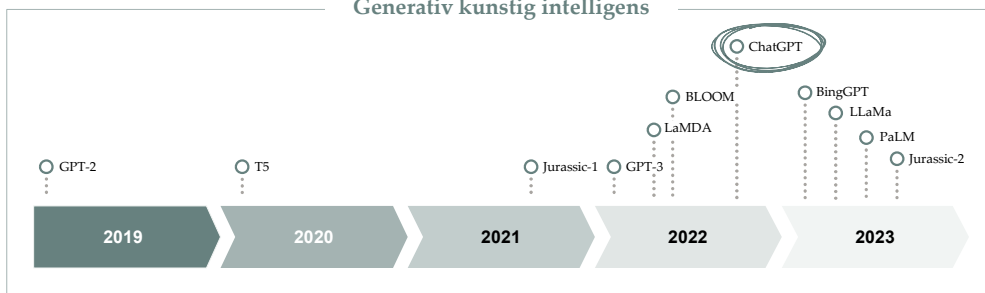 Generativ kunstig intelligens
ChatGPT
BLOOM
BingGPT
LLaMa
LaMDA
PaLM
GPT-2
T5
Jurassic-1
GPT-3
Jurassic-2
2019
2020
2021
2022
2023